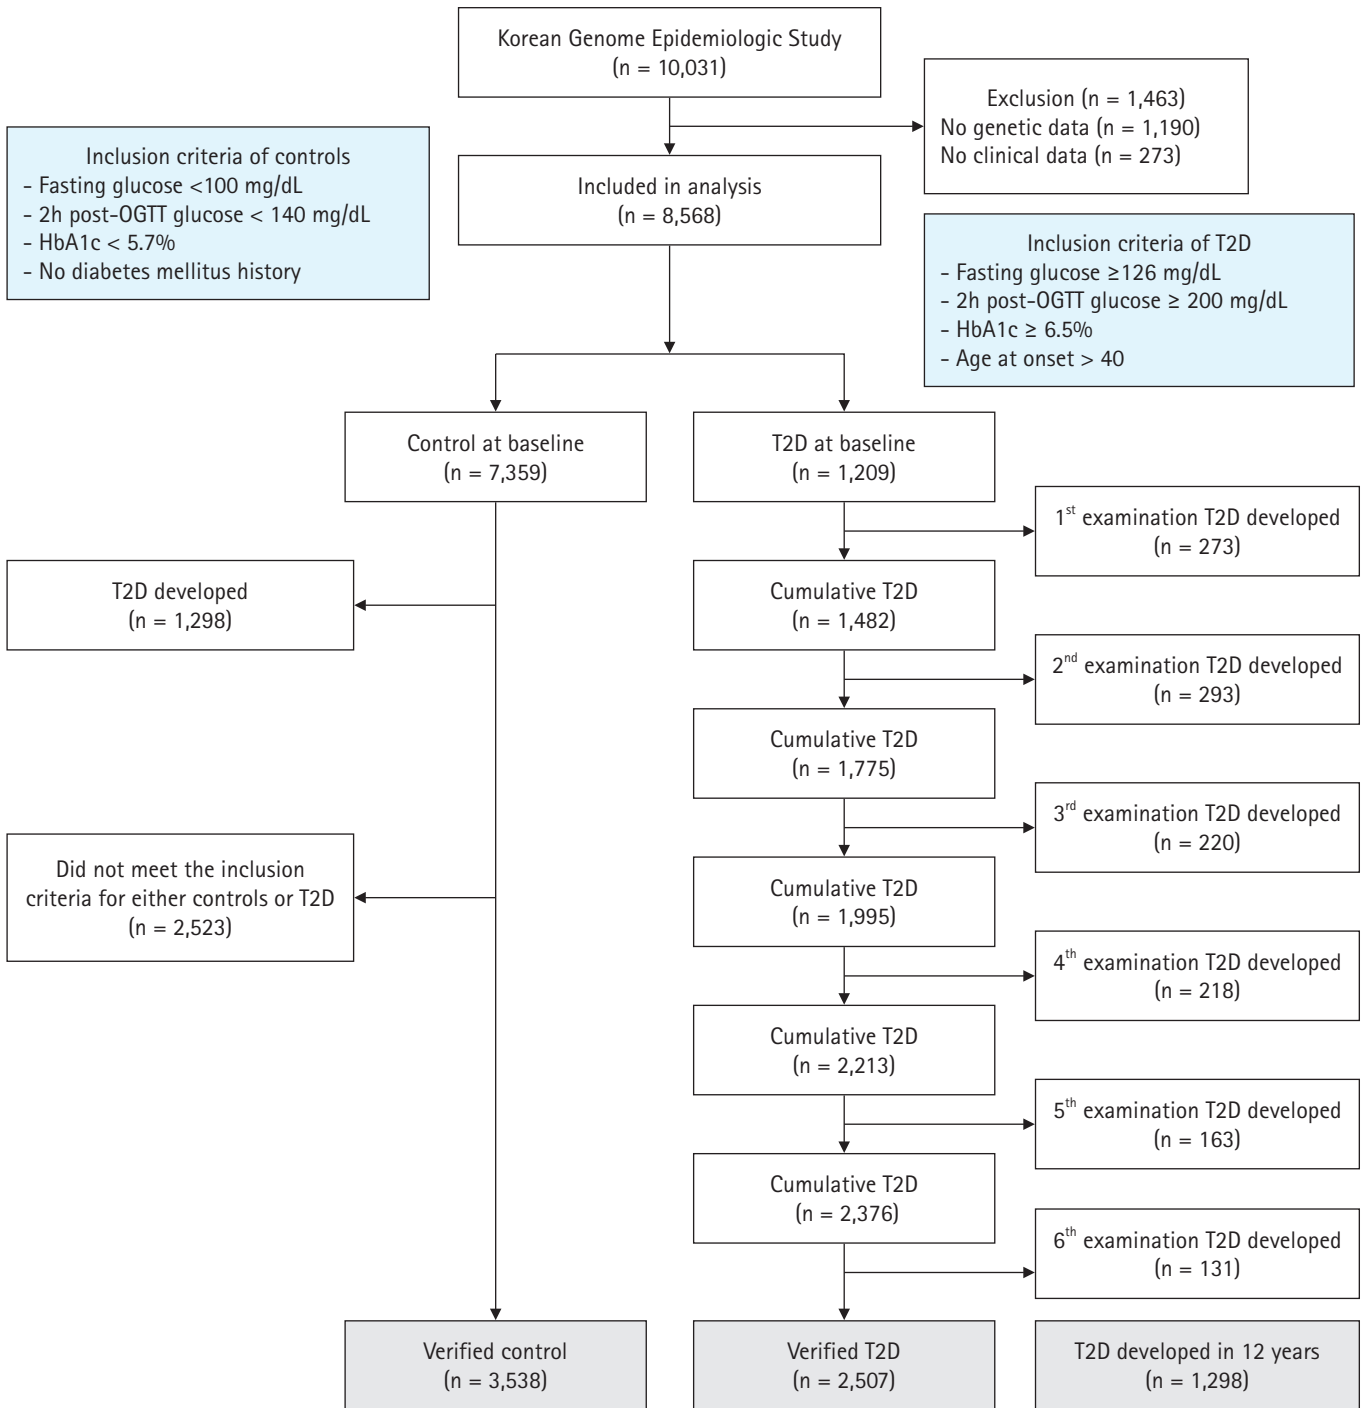 Korean Genome Epidemiologic Study
(n = 10,031)
Exclusion (n = 1,463)
No genetic data (n = 1,190)
No clinical data (n = 273)
Inclusion criteria of controls
- Fasting glucose <100 mg/dL
- 2h post-OGTT glucose < 140 mg/dL
- HbA1c < 5.7%
- No diabetes mellitus history
Included in analysis
(n = 8,568)
Inclusion criteria of T2D
- Fasting glucose ≥126 mg/dL
- 2h post-OGTT glucose ≥ 200 mg/dL
- HbA1c ≥ 6.5%
- Age at onset > 40
Control at baseline
(n = 7,359)
T2D at baseline
(n = 1,209)
1st examination T2D developed
(n = 273)
T2D developed
(n = 1,298)
Cumulative T2D
(n = 1,482)
2nd examination T2D developed
(n = 293)
Cumulative T2D
(n = 1,775)
3rd examination T2D developed
(n = 220)
Did not meet the inclusion
criteria for either controls or T2D
(n = 2,523)
Cumulative T2D
(n = 1,995)
4th examination T2D developed
(n = 218)
Cumulative T2D
(n = 2,213)
5th examination T2D developed
(n = 163)
Cumulative T2D
(n = 2,376)
6th examination T2D developed
(n = 131)
Verified control
(n = 3,538)
Verified T2D
(n = 2,507)
T2D developed in 12 years
(n = 1,298)